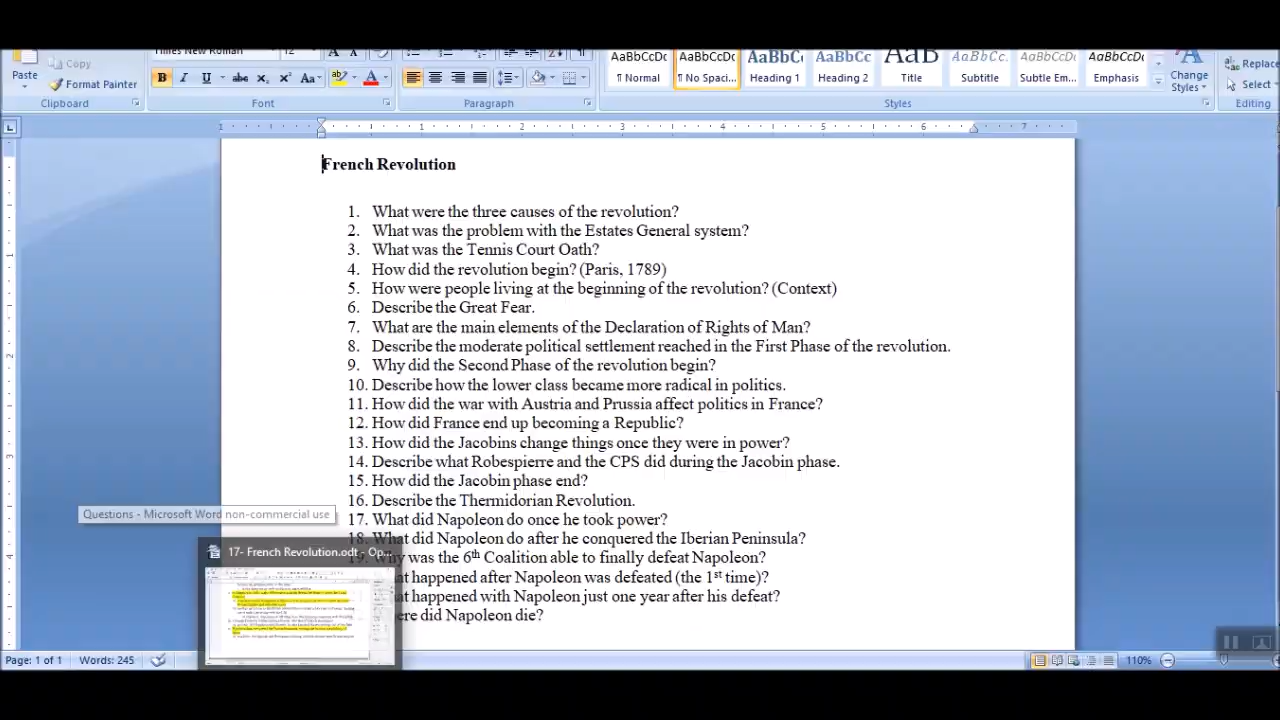 Times New Roman 12
Paste
Copy
Format Painter
Clipboard
Font
Paragraph
AaBbCcDc AaBbCcDc AaBbC AaBbCc AaB AaBbCc. AaBbCcDc AaBbCcDc
¶ Normal ¶ No Spaci... Heading 1 Heading 2 Title Subtitle Subtle Em... Emphasis
Change Styles
Styles
Replace
Select
Editing
French Revolution
1. What were the three causes of the revolution?
2. What was the problem with the Estates General system?
3. What was the Tennis Court Oath?
4. How did the revolution begin? (Paris, 1789)
5. How were people living at the beginning of the revolution? (Context)
6. Describe the Great Fear.
7. What are the main elements of the Declaration of Rights of Man?
8. Describe the moderate political settlement reached in the First Phase of the revolution.
9. Why did the Second Phase of the revolution begin?
10. Describe how the lower class became more radical in politics.
11. How did the war with Austria and Prussia affect politics in France?
12. How did France end up becoming a Republic?
13. How did the Jacobins change things once they were in power?
14. Describe what Robespierre and the CPS did during the Jacobin phase.
15. How did the Jacobin phase end?
16. Describe the Thermidorian Revolution.
Questions - Microsoft Word non-commercial use
17. What did Napoleon do once he took power?
18. What did Napoleon do after he conquered the Iberian Peninsula?
17- French Revolution.odt - Op...
19. Why was the 6th Coalition able to finally defeat Napoleon?
at happened after Napoleon was defeated (the 1st time)?
at happened with Napoleon just one year after his defeat?
ere did Napoleon die?
Page: 1 of 1 Words: 245 110%